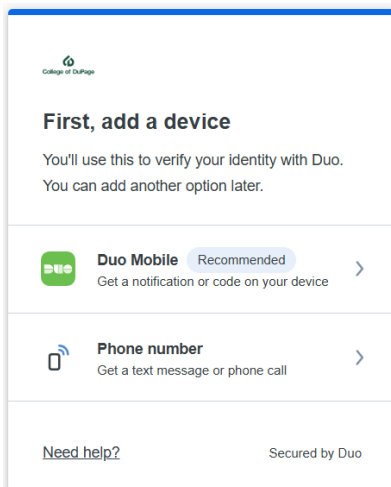 College of DuPage
First, add a device
You'll use this to verify your identity with Duo.
You can add another option later.
DUO
Duo Mobile Recommended
Get a notification or code on your device
Phone number
Get a text message or phone call
Need help? Secured by Duo